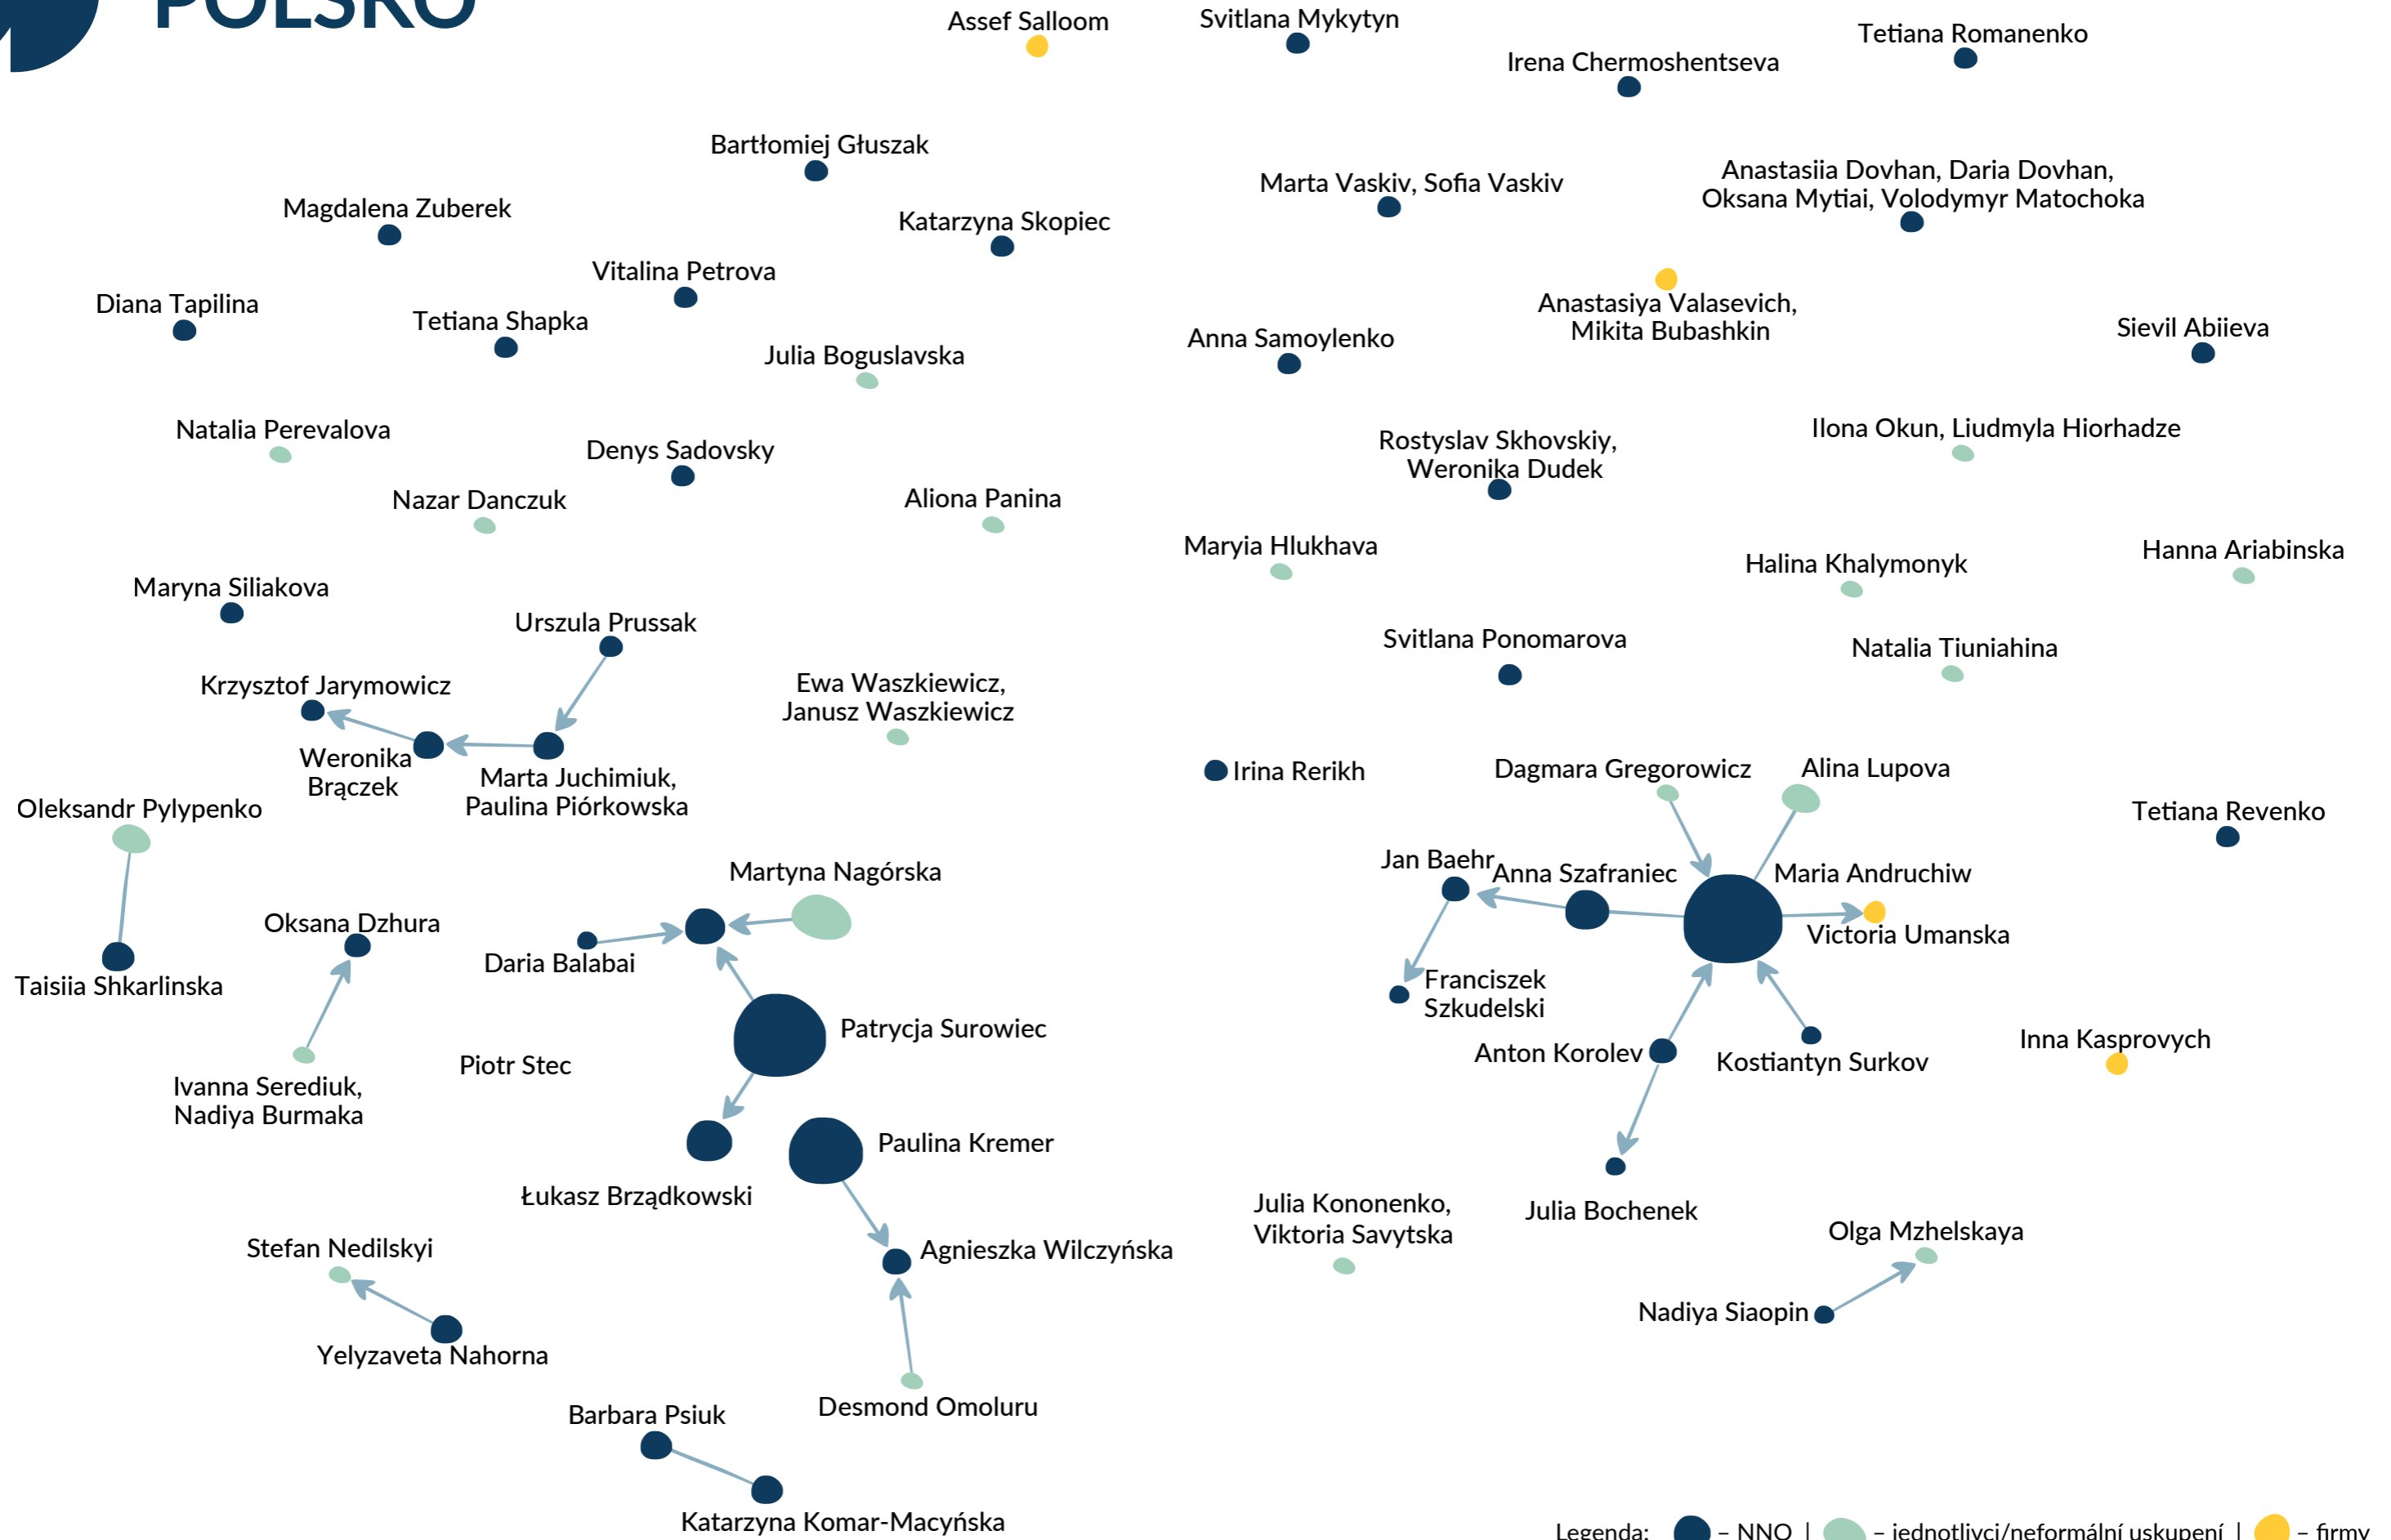 POLSKO
Assef Salloom
Svitlana Mykytyn
Tetiana Romanenko
Irena Chermoshentseva
Bartłomiej Głuszak
Marta Vaskiv, Sofia Vaskiv
Anastasiia Dovhan, Daria Dovhan,
Oksana Mytiai, Volodymyr Matochoka
Magdalena Zuberek
Katarzyna Skopiec
Vitalina Petrova
Diana Tapilina
Tetiana Shapka
Anastasiya Valasevich,
Mikita Bubashkin
Sievil Abiieva
Anna Samoylenko
Julia Boguslavska
Natalia Perevalova
Denys Sadovsky
Rostyslav Skhovskiy,
Weronika Dudek
Ilona Okun, Liudmyla Hiorhadze
Nazar Danczuk
Aliona Panina
Maryia Hlukhava
Halina Khalymonyk
Hanna Ariabinska
Maryna Siliakova
Urszula Prussak
Svitlana Ponomarova
Natalia Tiuniahina
Krzysztof Jarymowicz
Ewa Waszkiewicz,
Janusz Waszkiewicz
Weronika
Brączek
Marta Juchimiuk,
Paulina Piórkowska
Irina Rerikh
Dagmara Gregorowicz
Alina Lupova
Oleksandr Pylypenko
Tetiana Revenko
Martyna Nagórska
Jan Baehr
Anna Szafraniec
Maria Andruchiw
Oksana Dzhura
Victoria Umanska
Daria Balabai
Taisiia Shkarlinska
Franciszek
Szkudelski
Patrycja Surowiec
Piotr Stec
Anton Korolev
Kostiantyn Surkov
Inna Kasprovych
Ivanna Serediuk,
Nadiya Burmaka
Paulina Kremer
Łukasz Brządkowski
Julia Kononenko,
Viktoria Savytska
Julia Bochenek
Olga Mzhelskaya
Stefan Nedilskyi
Agnieszka Wilczyńska
Nadiya Siaopin
Yelyzaveta Nahorna
Desmond Omoluru
Barbara Psiuk
Katarzyna Komar-Macyńska
Legenda: – NNO | – jednotlivci/neformální uskupení | – firmy